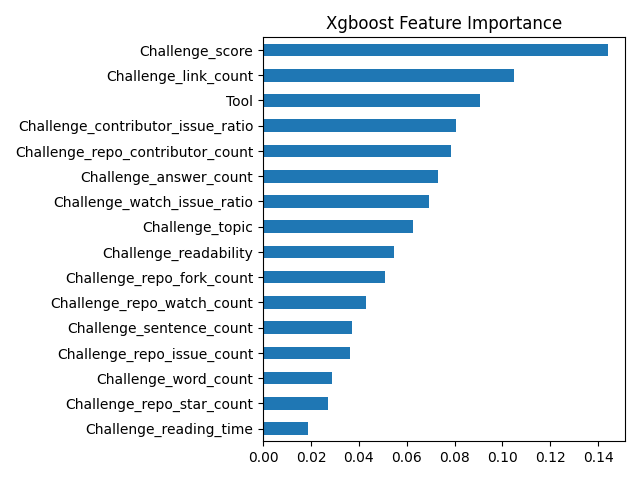 Xgboost Feature Importance
Challenge_score
Challenge_link_count
Tool
Challenge_contributor_issue_ratio
Challenge_repo_contributor_count
Challenge_answer_count
Challenge_watch_issue_ratio
Challenge_topic
Challenge_readability
Challenge_repo_fork_count
Challenge_repo_watch_count
Challenge_sentence_count
Challenge_repo_issue_count
Challenge_word_count
Challenge_repo_star_count
Challenge_reading_time
0.00 0.02 0.04 0.06 0.08 0.10 0.12 0.14